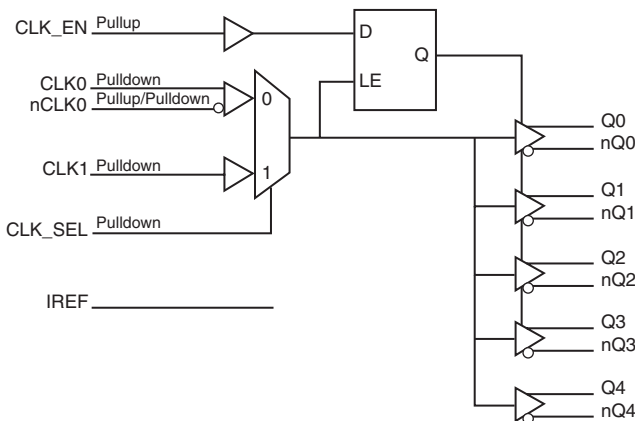 CLK_EN Pullup
D
Q
LE
CLK0 Pulldown
nCLK0 Pullup/Pulldown
0
CLK1 Pulldown
1
CLK_SEL Pulldown
IREF
Q0
nQ0
Q1
nQ1
Q2
nQ2
Q3
nQ3
Q4
nQ4